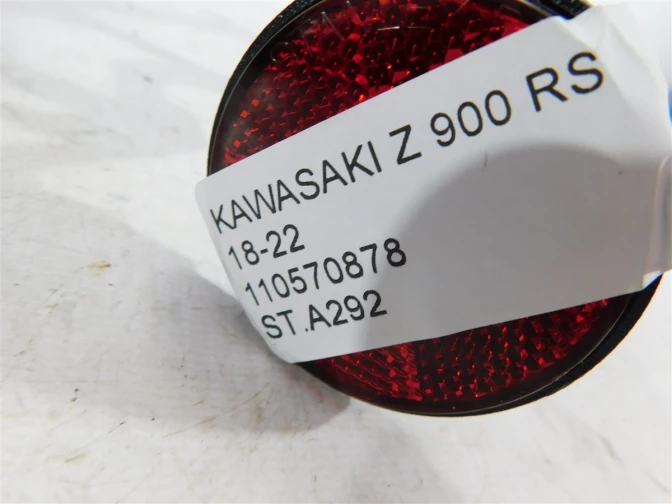 KAWASAKI Z 900 RS
18-22
110570878
ST.A292